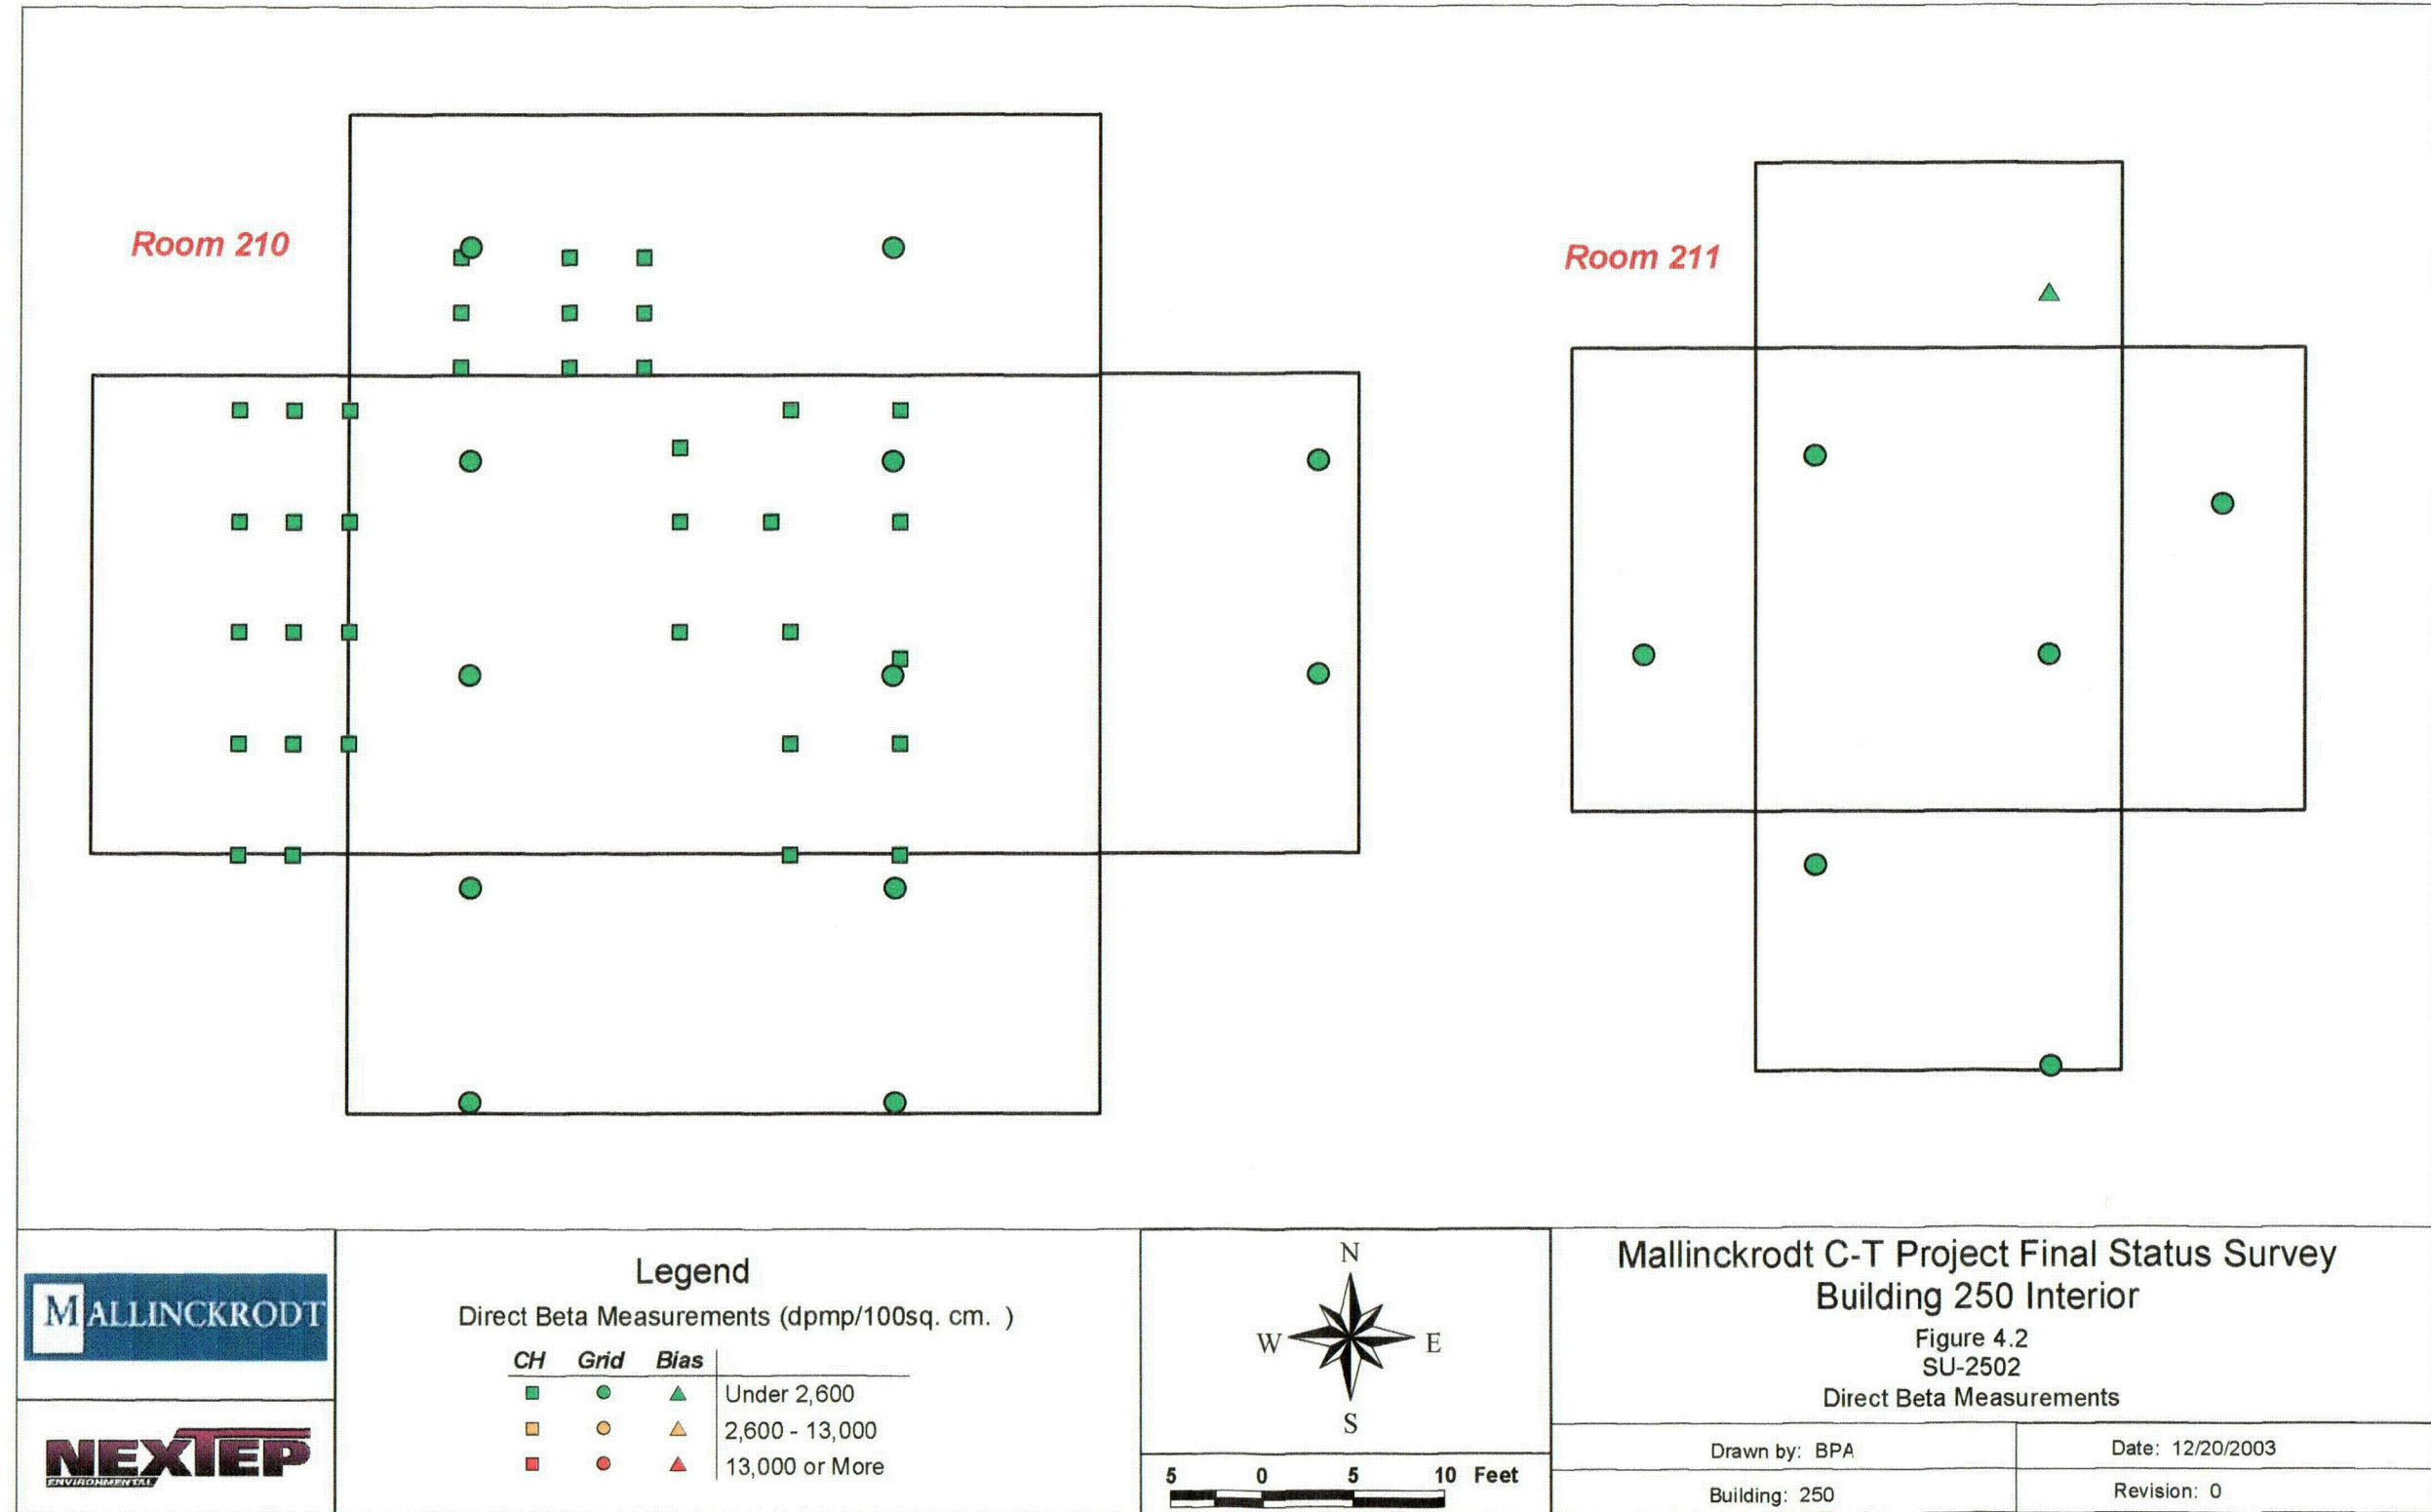 Room 210
Room 211
MALLINCKRODT
NEXTEP
ENVIRONMENTAL
Legend
Direct Beta Measurements (dpmp/100sq. cm. )
CH Grid Bias
Under 2,600
2,600 - 13,000
13,000 or More
N
W E
S
5 0 5 10 Feet
Mallinckrodt C-T Project Final Status Survey
Building 250 Interior
Figure 4.2
SU-2502
Direct Beta Measurements
Drawn by: BPA
Date: 12/20/2003
Building: 250
Revision: 0